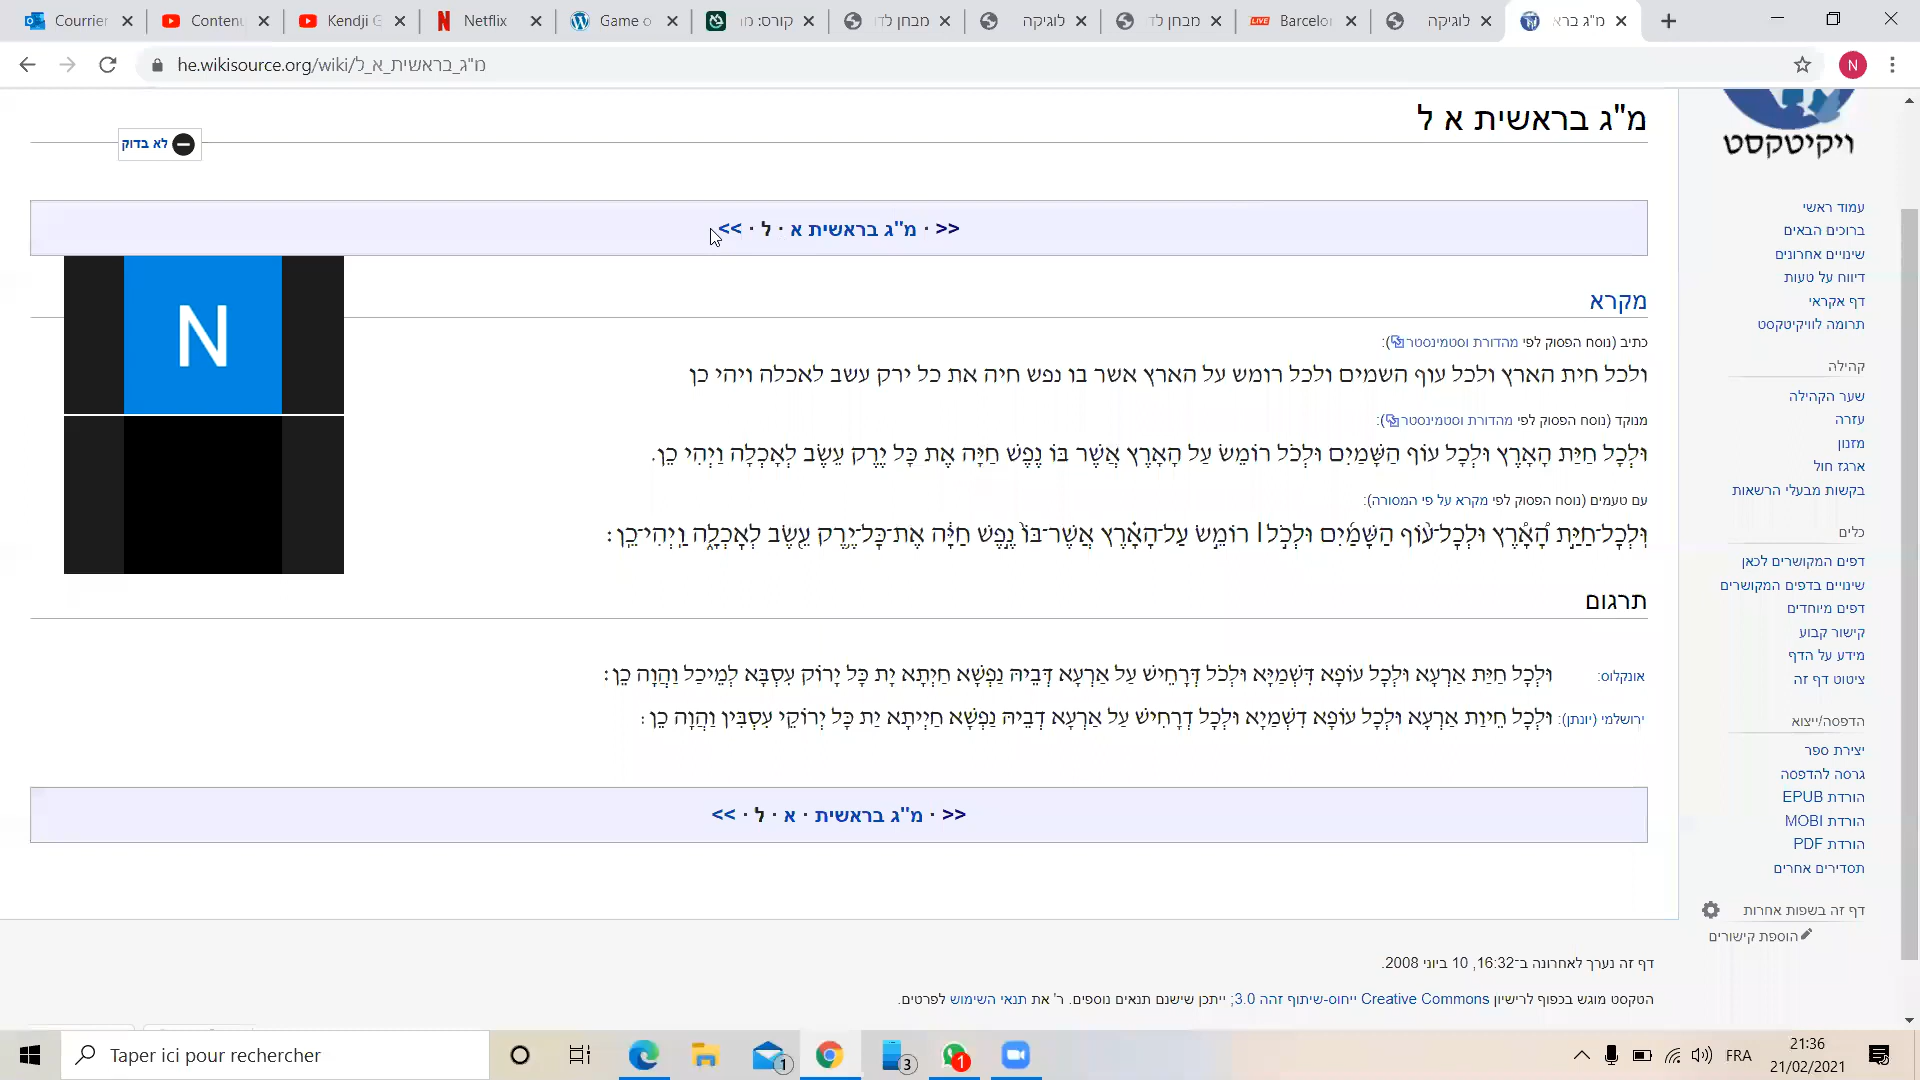 Courrier
Conten
Kendji G
Netflix
Game o
קורס: מו
מבחן לדו
לוגיקה
מבחן לד
LIVE Barcelo
לוגיקה
מ"ג ברא
he.wikisource.org/wiki/מ"ג_בראשית_א_ל
N
מ"ג בראשית א ל
לא בדוק
<< · מ"ג בראשית א · ל · >>
מקרא
כתיב (נוסח הפסוק לפי מהדורת וסטמינסטר):
ולכל חית הארץ ולכל עוף השמים ולכל רומש על הארץ אשר בו נפש חיה את כל ירק עשב לאכלה ויהי כן
מנוקד (נוסח הפסוק לפי מהדורת וסטמינסטר):
וּלְכָל חַיַּת הָאָרֶץ וּלְכָל עוֹף הַשָּׁמַיִם וּלְכֹל רוֹמֵשׂ עַל הָאָרֶץ אֲשֶׁר בּוֹ נֶפֶשׁ חַיָּה אֶת כָּל יֶרֶק עֵשֶׂב לְאָכְלָה וַיְהִי כֵן.
עם טעמים (נוסח הפסוק לפי מקרא על פי המסורה):
וּֽלְכׇל־חַיַּ֣ת הָ֠אָ֠רֶץ וּלְכׇל־ע֨וֹף הַשָּׁמַ֜יִם וּלְכֹ֣ל ׀ רוֹמֵ֣שׂ עַל־הָאָ֗רֶץ אֲשֶׁר־בּוֹ֙ נֶ֣פֶשׁ חַיָּ֔ה אֶת־כׇּל־יֶ֥רֶק עֵ֖שֶׂב לְאׇכְלָ֑ה וַֽיְהִי־כֵֽן׃
תרגום
אונקלוס: וּלְכָל חַיַּת אַרְעָא וּלְכָל עוֹפָא דִּשְׁמַיָּא וּלְכֹל דְּרָחֵישׁ עַל אַרְעָא דְּבֵיהּ נַפְשָׁא חַיְתָא יָת כָּל יָרוֹק עִסְבָּא לְמֵיכַל וַהֲוָה כֵן׃
ירושלמי (יונתן): וּלְכָל חֵיוַת אַרְעָא וּלְכָל עוֹפָא דִשְׁמַיָא וּלְכָל דְרָחִישׁ עַל אַרְעָא דְבֵיהּ נַפְשָׁא חַיְיתָא יַת כָּל יְרוֹקֵי עִסְבִּין וַהֲוָה כֵן׃
<< · מ"ג בראשית · א · ל · >>
דף זה נערך לאחרונה ב־16:32, 10 ביוני 2008.
הטקסט מוגש בכפוף לרישיון Creative Commons ייחוס-שיתוף זהה 3.0; ייתכן שישנם תנאים נוספים. ר' את תנאי השימוש לפרטים.
ויקיטקסט
עמוד ראשי
ברוכים הבאים
שינויים אחרונים
דיווח על טעות
דף אקראי
תרומה לוויקיטקסט
קהילה
שער הקהילה
עזרה
מזנון
ארגז חול
בקשות מבעלי הרשאות
כלים
דפים המקושרים לכאן
שינויים בדפים המקושרים
דפים מיוחדים
קישור קבוע
מידע על הדף
ציטוט דף זה
הדפסה/ייצוא
יצירת ספר
גרסה להדפסה
הורדת EPUB
הורדת MOBI
הורדת PDF
תסדירים אחרים
דף זה בשפות אחרות
הוספת קישורים
N
Taper ici pour rechercher
1
3
1
FRA
21:36
21/02/2021